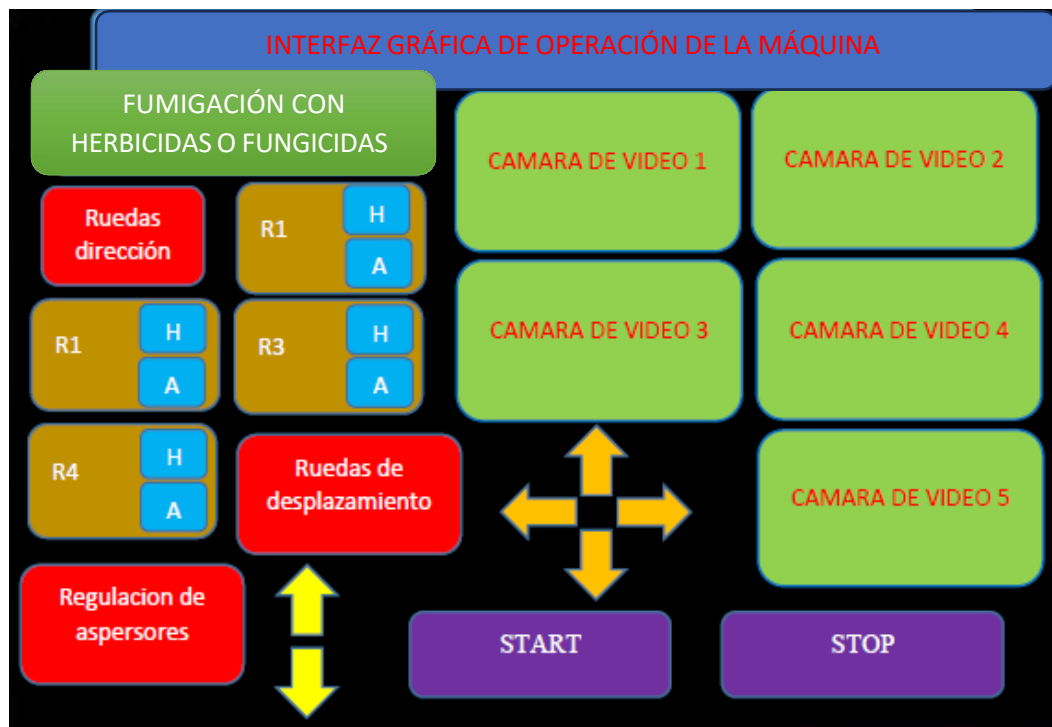 INTERFAZ GRÁFICA DE OPERACIÓN DE LA MÁQUINA
FUMIGACIÓN CON
HERBICIDAS O FUNGICIDAS
CAMARA DE VIDEO 1
CAMARA DE VIDEO 2
Ruedas
dirección
R1
H
A
R1
H
A
R3
H
A
CAMARA DE VIDEO 3
CAMARA DE VIDEO 4
R4
H
A
Ruedas de
desplazamiento
CAMARA DE VIDEO 5
Regulacion de
aspersores
START
STOP